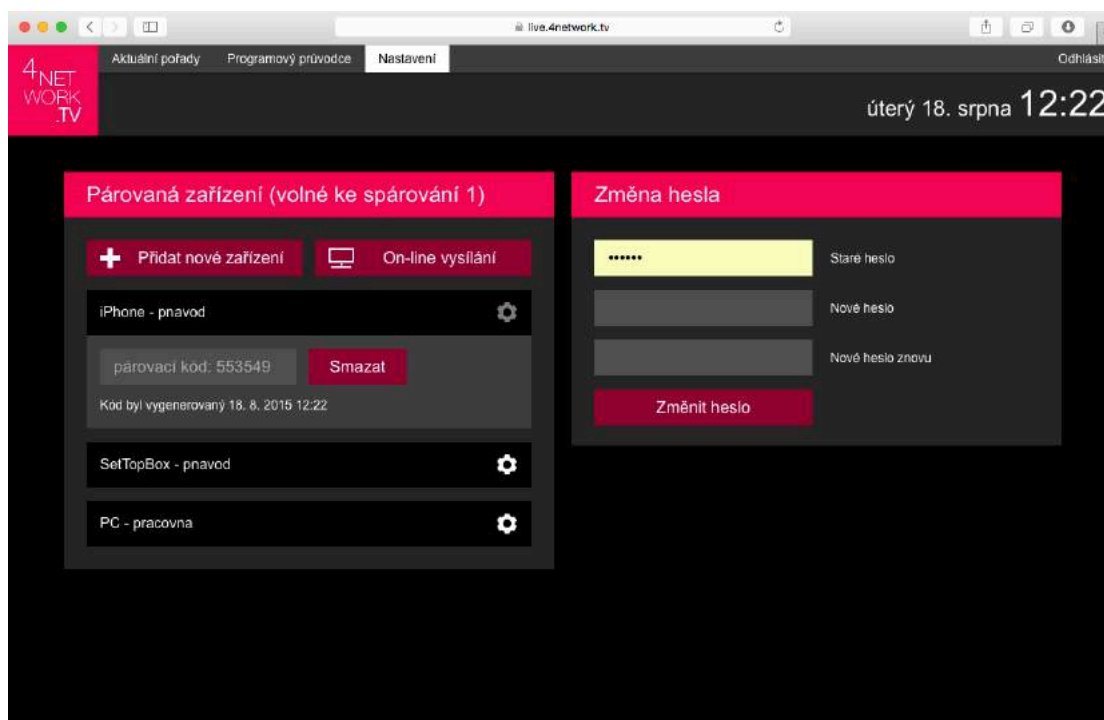 live.4network.tv
4NET
WORK
.TV
Aktuální pořady
Programový průvodce
Nastavení
Odhlásit
úterý 18. srpna 12:22
Párovaná zařízení (volné ke spárování 1)
Přidat nové zařízení
On-line vysílání
iPhone - pnavod
párovací kód: 553549
Smazat
Kód byl vygenerovaný 18. 8. 2015 12:22
SetTopBox - pnavod
PC - pracovna
Změna hesla
Staré heslo
Nové heslo
Nové heslo znovu
Změnit heslo